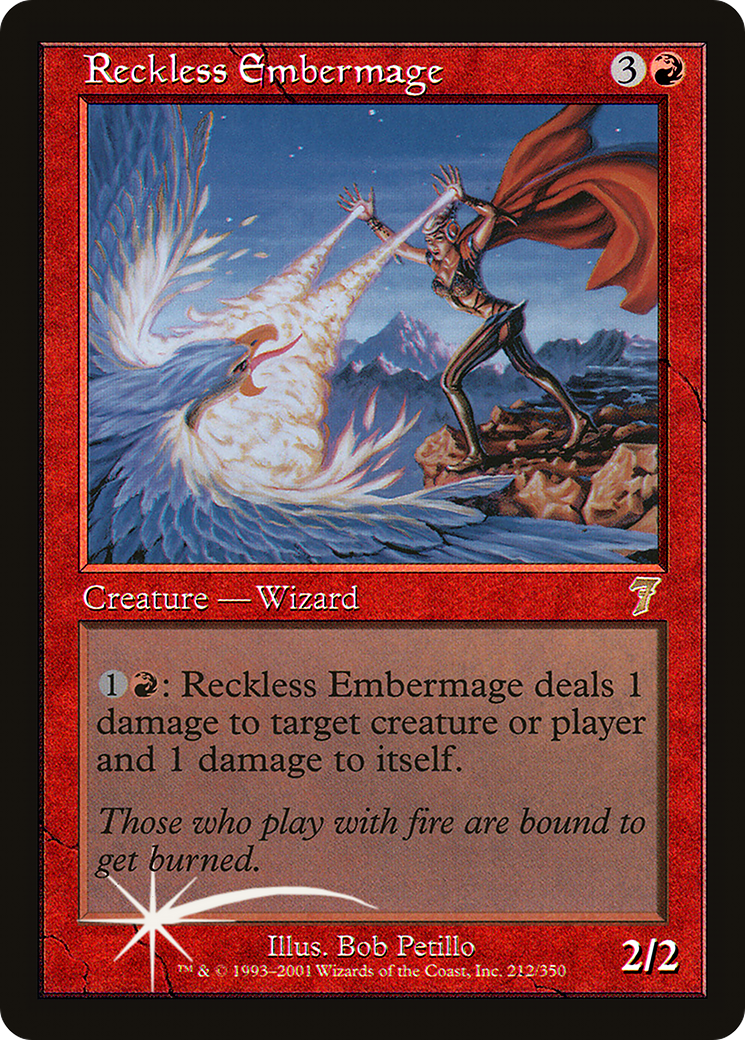 Reckless Embermage 3
Creature — Wizard 7
1: Reckless Embermage deals 1
damage to target creature or player
and 1 damage to itself.
Those who play with fire are bound to
get burned.
Illus. Bob Petillo
™ & © 1993–2001 Wizards of the Coast, Inc. 212/350
2/2